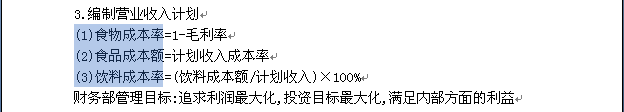 3.编制营业收入计划
(1)食物成本率=1-毛利率
(2)食品成本额=计划收入成本率
(3)饮料成本率=(饮料成本额/计划收入)×100%
财务部管理目标:追求利润最大化,投资目标最大化,满足内部方面的利益